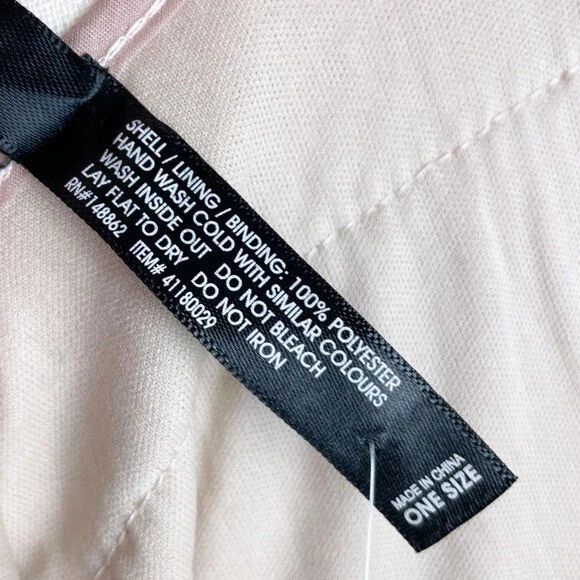 SHELL / LINING / BINDING: 100% POLYESTER
HAND WASH COLD WITH SIMILAR COLOURS
WASH INSIDE OUT DO NOT BLEACH
LAY FLAT TO DRY DO NOT IRON
RN#148862 ITEM# 41180029
MADE IN CHINA
ONE SIZE